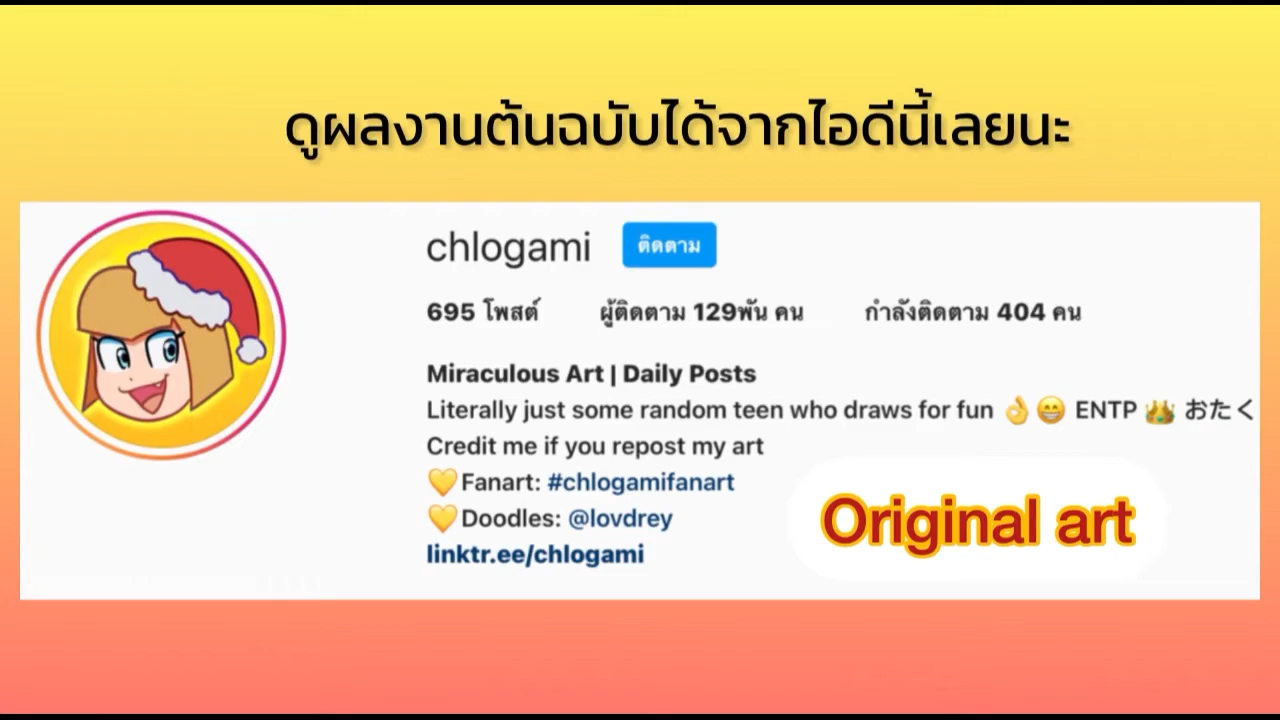 ดูผลงานต้นฉบับได้จากไอดีนี้เลยนะ
chlogami ติดตาม
695 โพสต์ ผู้ติดตาม 129พัน คน กำลังติดตาม 404 คน
Miraculous Art | Daily Posts
Literally just some random teen who draws for fun 👌😁 ENTP 👑 おたく
Credit me if you repost my art
💛Fanart: #chlogamifanart
💛Doodles: @lovdrey
linktr.ee/chlogami
Original art